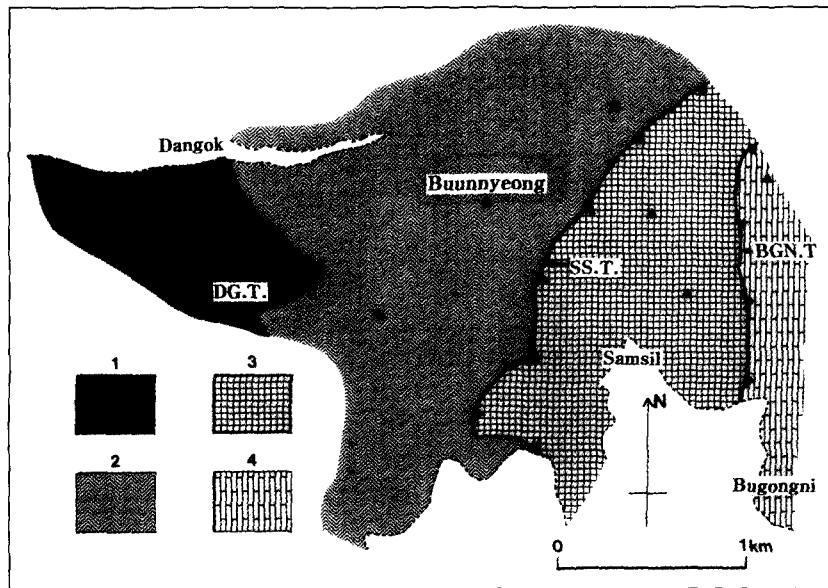 Dangok
Buunnyeong
DG.T.
SS.T.
BGN.T
Samsil
N
Bugongni
1
3
2
4
0
1km